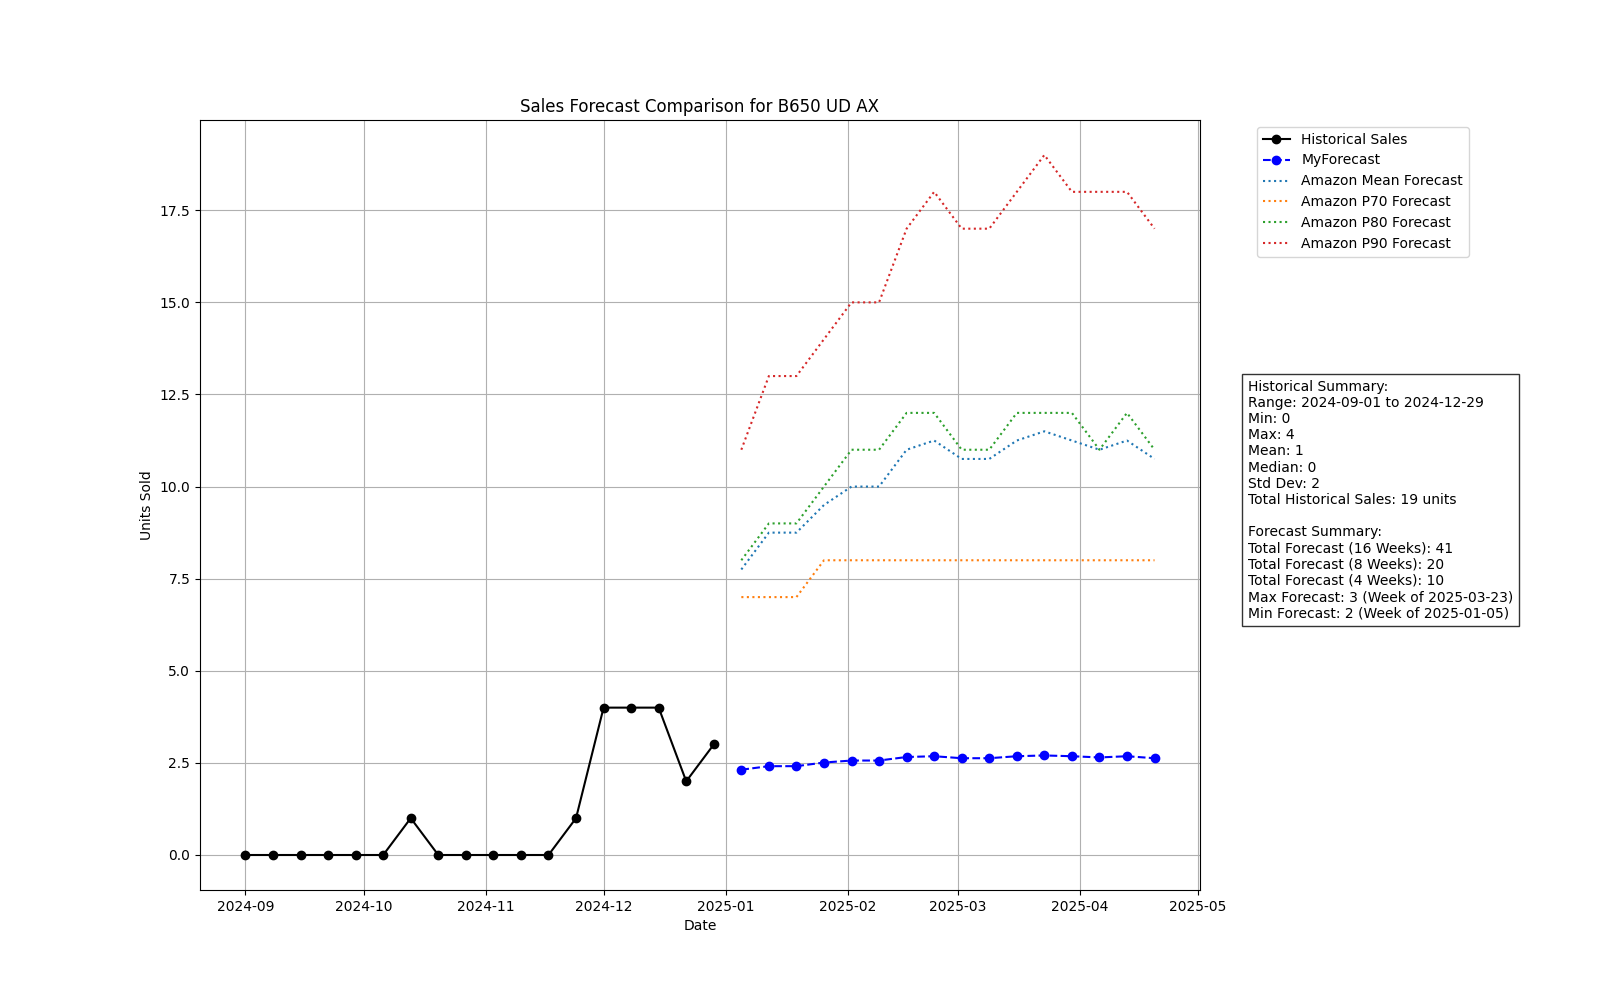 Sales Forecast Comparison for B650 UD AX
Historical Sales
MyForecast
Amazon Mean Forecast
Amazon P70 Forecast
Amazon P80 Forecast
Amazon P90 Forecast
17.5
15.0
12.5
10.0
7.5
5.0
2.5
0.0
Units Sold
2024-09
2024-10
2024-11
2024-12
2025-01
2025-02
2025-03
2025-04
2025-05
Date
Historical Summary:
Range: 2024-09-01 to 2024-12-29
Min: 0
Max: 4
Mean: 1
Median: 0
Std Dev: 2
Total Historical Sales: 19 units
Forecast Summary:
Total Forecast (16 Weeks): 41
Total Forecast (8 Weeks): 20
Total Forecast (4 Weeks): 10
Max Forecast: 3 (Week of 2025-03-23)
Min Forecast: 2 (Week of 2025-01-05)